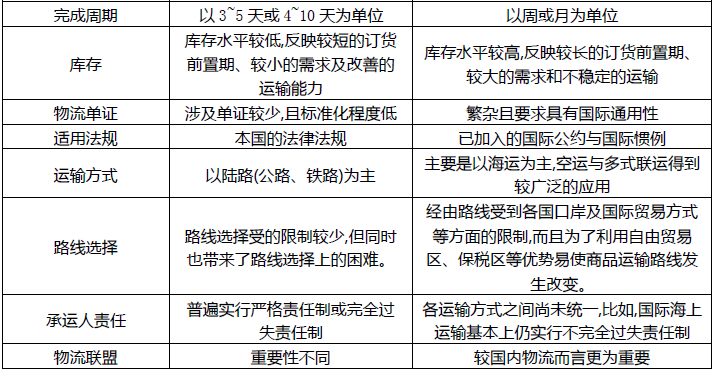 完成周期
以3~5天或4~10天为单位
以周或月为单位
库存
库存水平较低,反映较短的订货
前置期、较小的需求及改善的
运输能力
库存水平较高,反映较长的订货前置期、
较大的需求和不稳定的运输
物流单证
涉及单证较少,且标准化程度低
繁杂且要求具有国际通用性
适用法规
本国的法律法规
已加入的国际公约与国际惯例
运输方式
以陆路(公路、铁路)为主
主要是以海运为主,空运与多式联运得到
较广泛的应用
路线选择
路线选择受的限制较少,但同时
也带来了路线选择上的困难。
经由路线受到各国口岸及国际贸易方式
等方面的限制,而且为了利用自由贸易
区、保税区等优势易使商品运输路线发
生改变。
承运人责任
普遍实行严格责任制或完全过
失责任制
各运输方式之间尚未统一,比如,国际海上
运输基本上仍实行不完全过失责任制
物流联盟
重要性不同
较国内物流而言更为重要